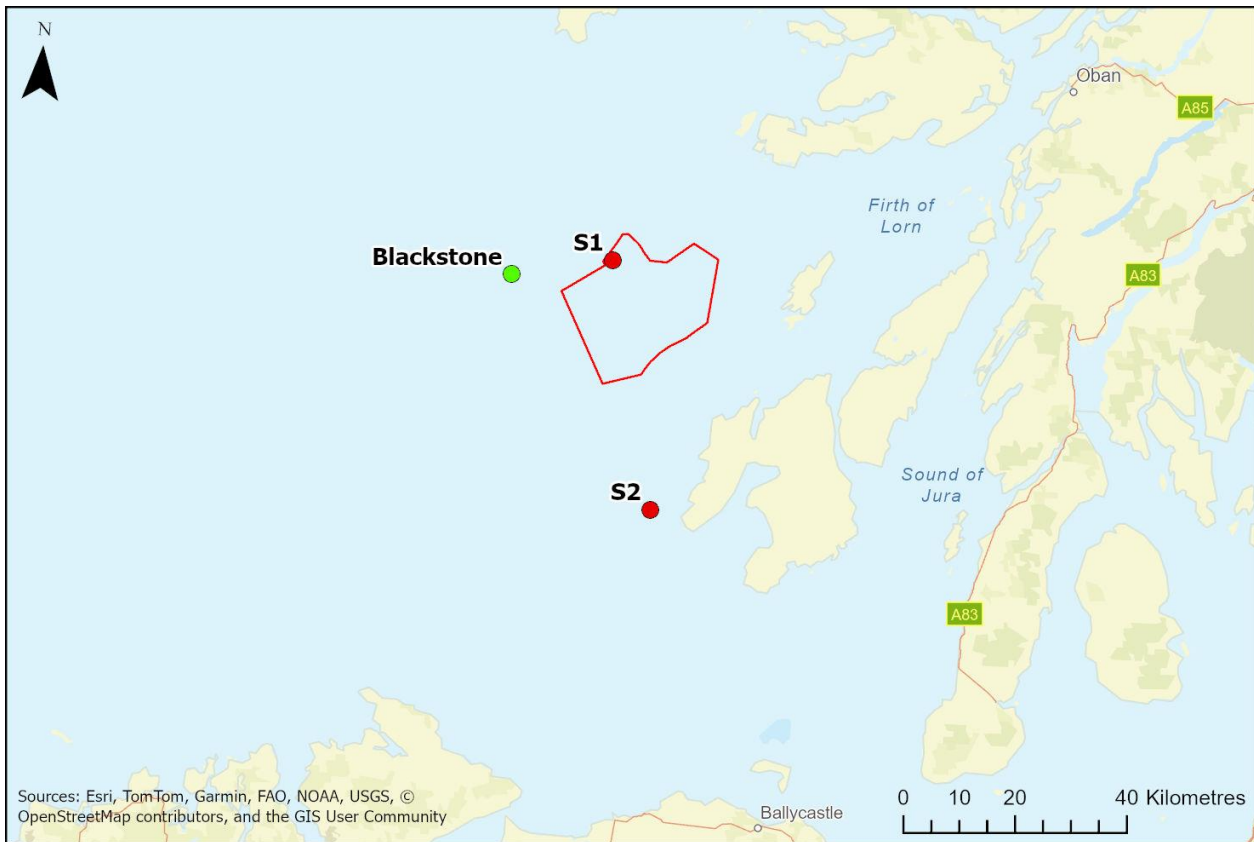 N
Oban
A85
Firth of
Lorn
S1
Blackstone
A83
Sound of
Jura
S2
A83
Sources: Esri, TomTom, Garmin, FAO, NOAA, USGS, ©
OpenStreetMap contributors, and the GIS User Community
Ballycastle
0 10 20 40 Kilometres